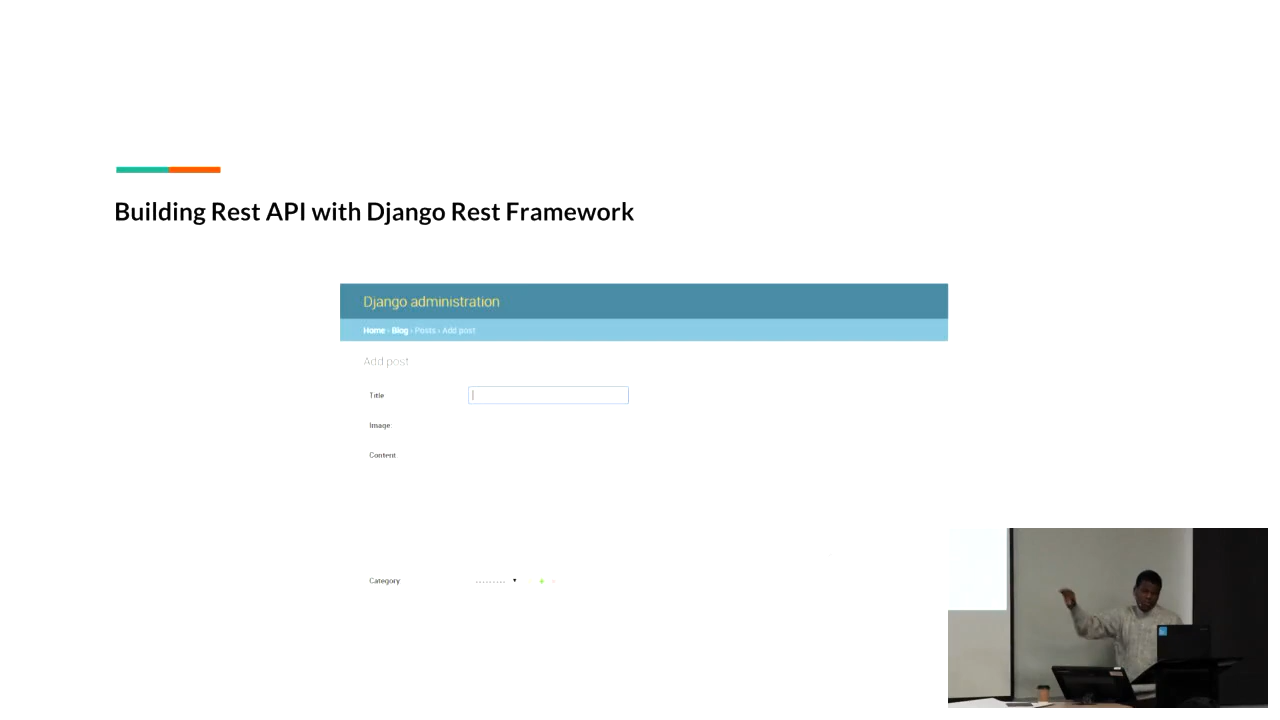 Building Rest API with Django Rest Framework
Django administration
Home › Blog › Posts › Add post
Add post
Title
Image:
Content
Category